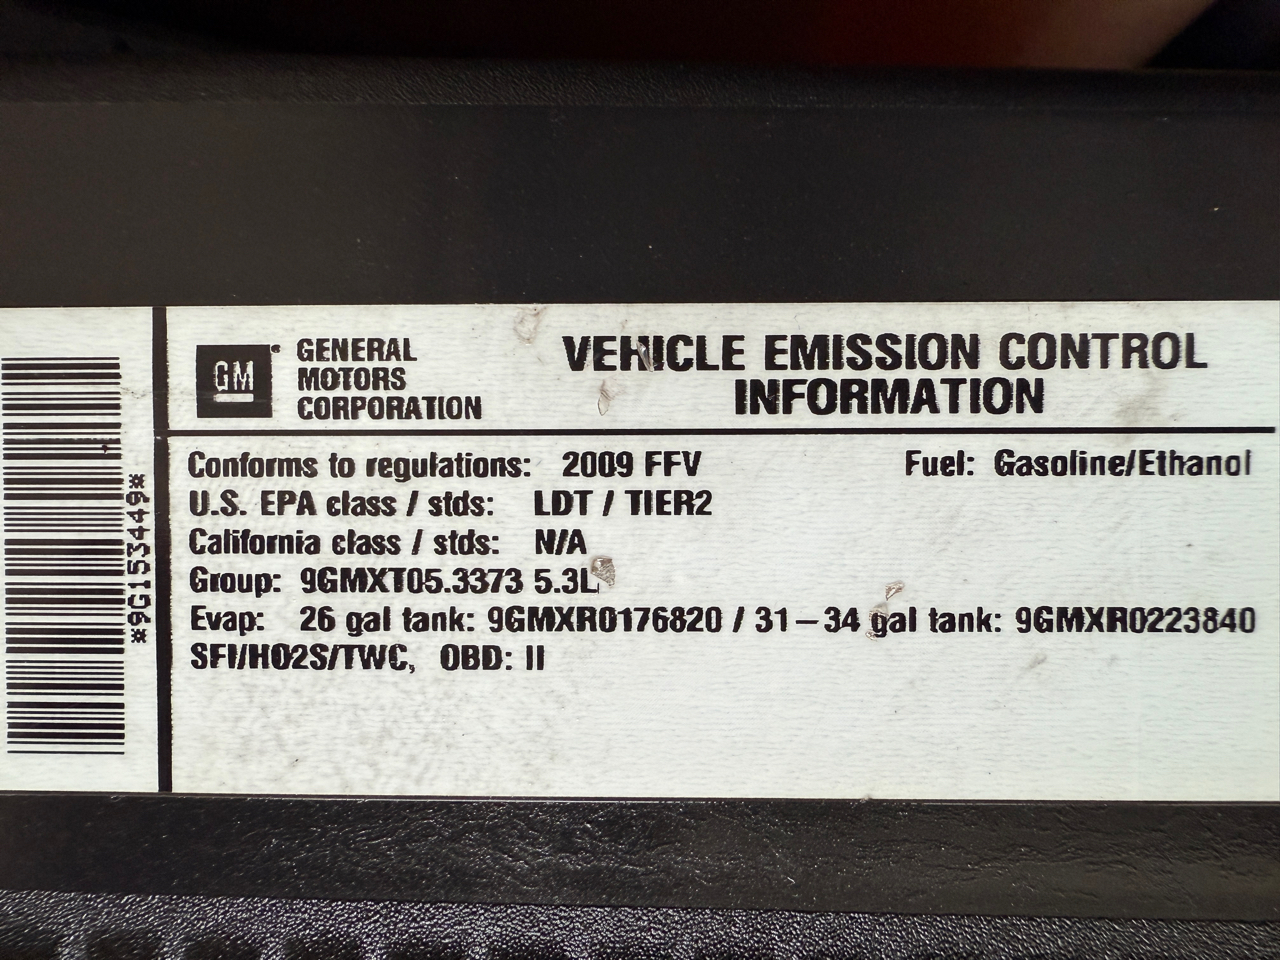 GM
GENERAL
MOTORS
CORPORATION
VEHICLE EMISSION CONTROL
INFORMATION
Conforms to regulations: 2009 FFV Fuel: Gasoline/Ethanol
U.S. EPA class / stds: LDT / TIER2
California class / stds: N/A
Group: 9GMXT05.3373 5.3L
Evap: 26 gal tank: 9GMXR0176820 / 31–34 gal tank: 9GMXR0223840
SFI/HO2S/TWC, OBD: II
*9G153449*